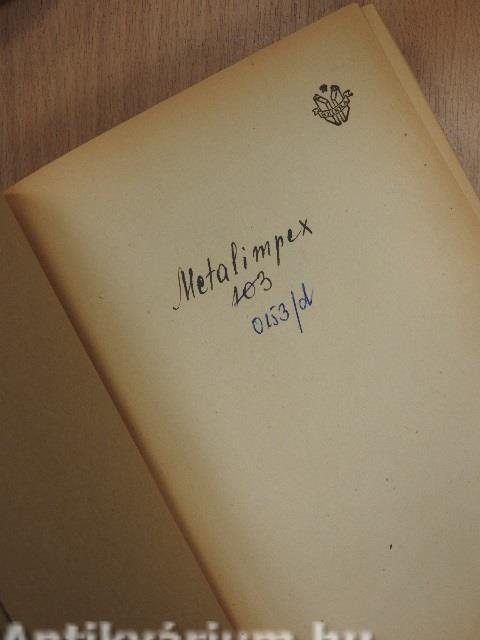 Metalimpex
103
0153/d
Antikvárium.hu